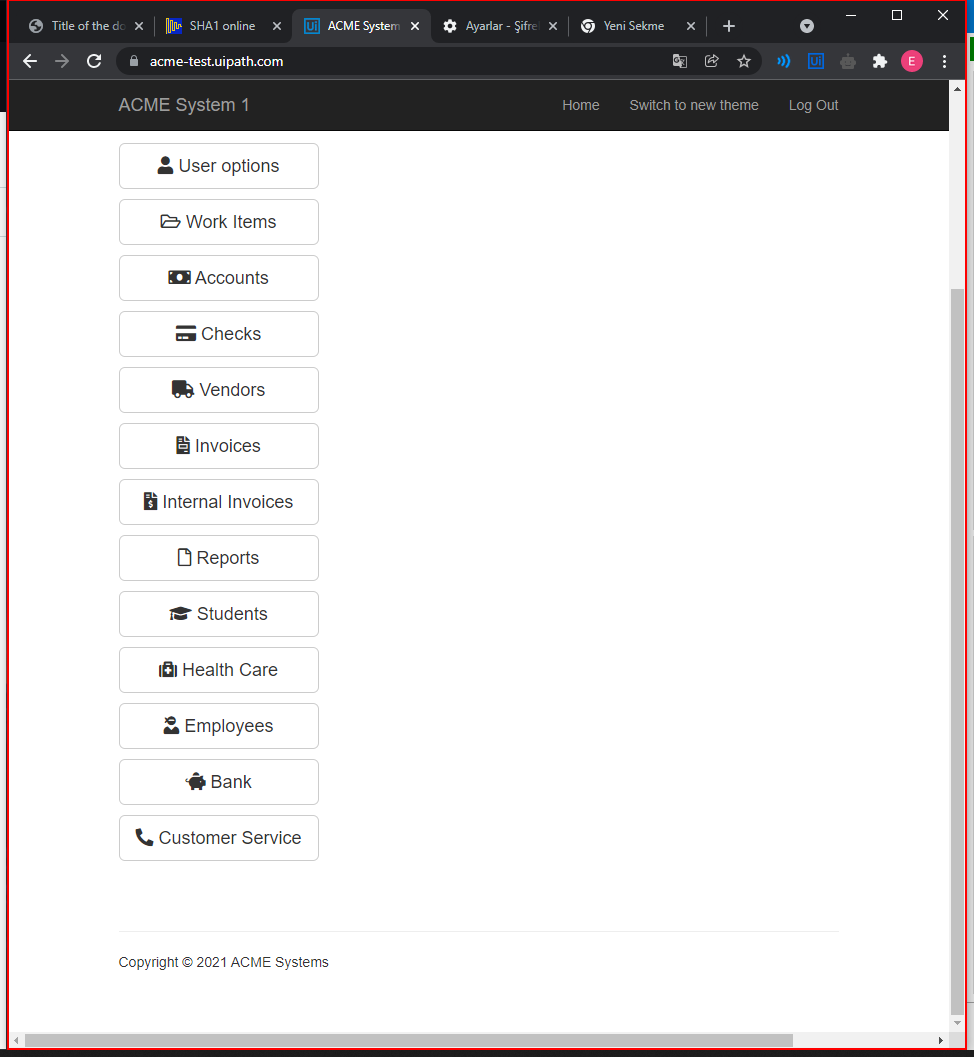 Title of the do
SHA1 online
ACME System
Ayarlar - Şifrel
Yeni Sekme
acme-test.uipath.com
Ui
E
ACME System 1
Home
Switch to new theme
Log Out
User options
Work Items
Accounts
Checks
Vendors
Invoices
Internal Invoices
Reports
Students
Health Care
Employees
Bank
Customer Service
Copyright © 2021 ACME Systems